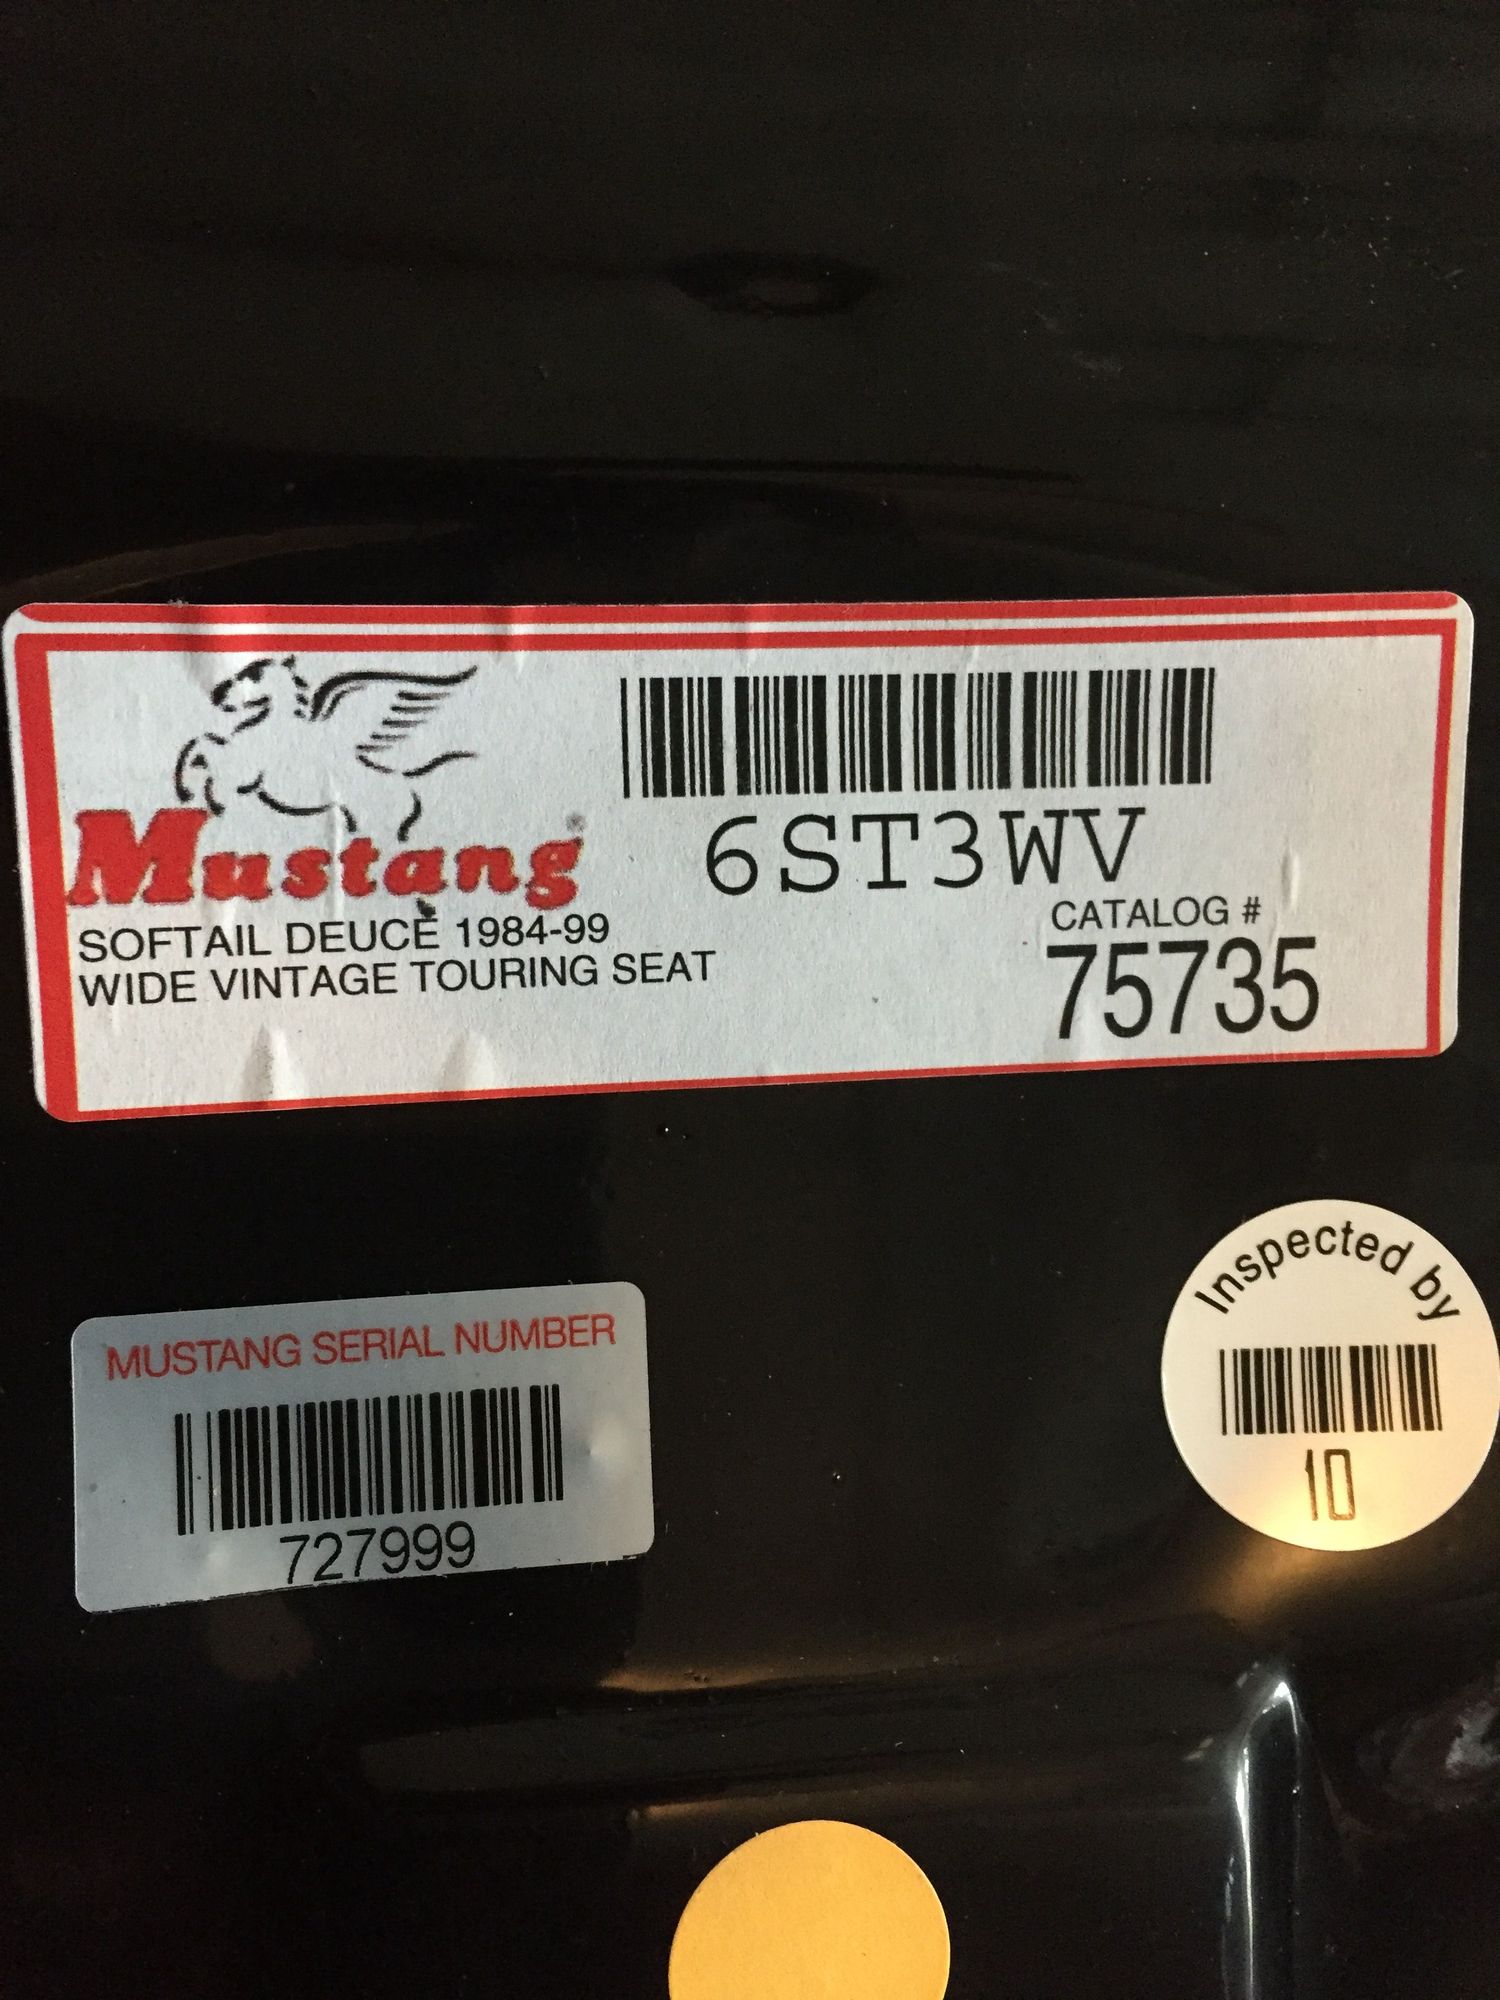 Mustang®
6ST3WV
SOFTAIL DEUCE 1984-99
WIDE VINTAGE TOURING SEAT
CATALOG #
75735
MUSTANG SERIAL NUMBER
727999
Inspected by
10